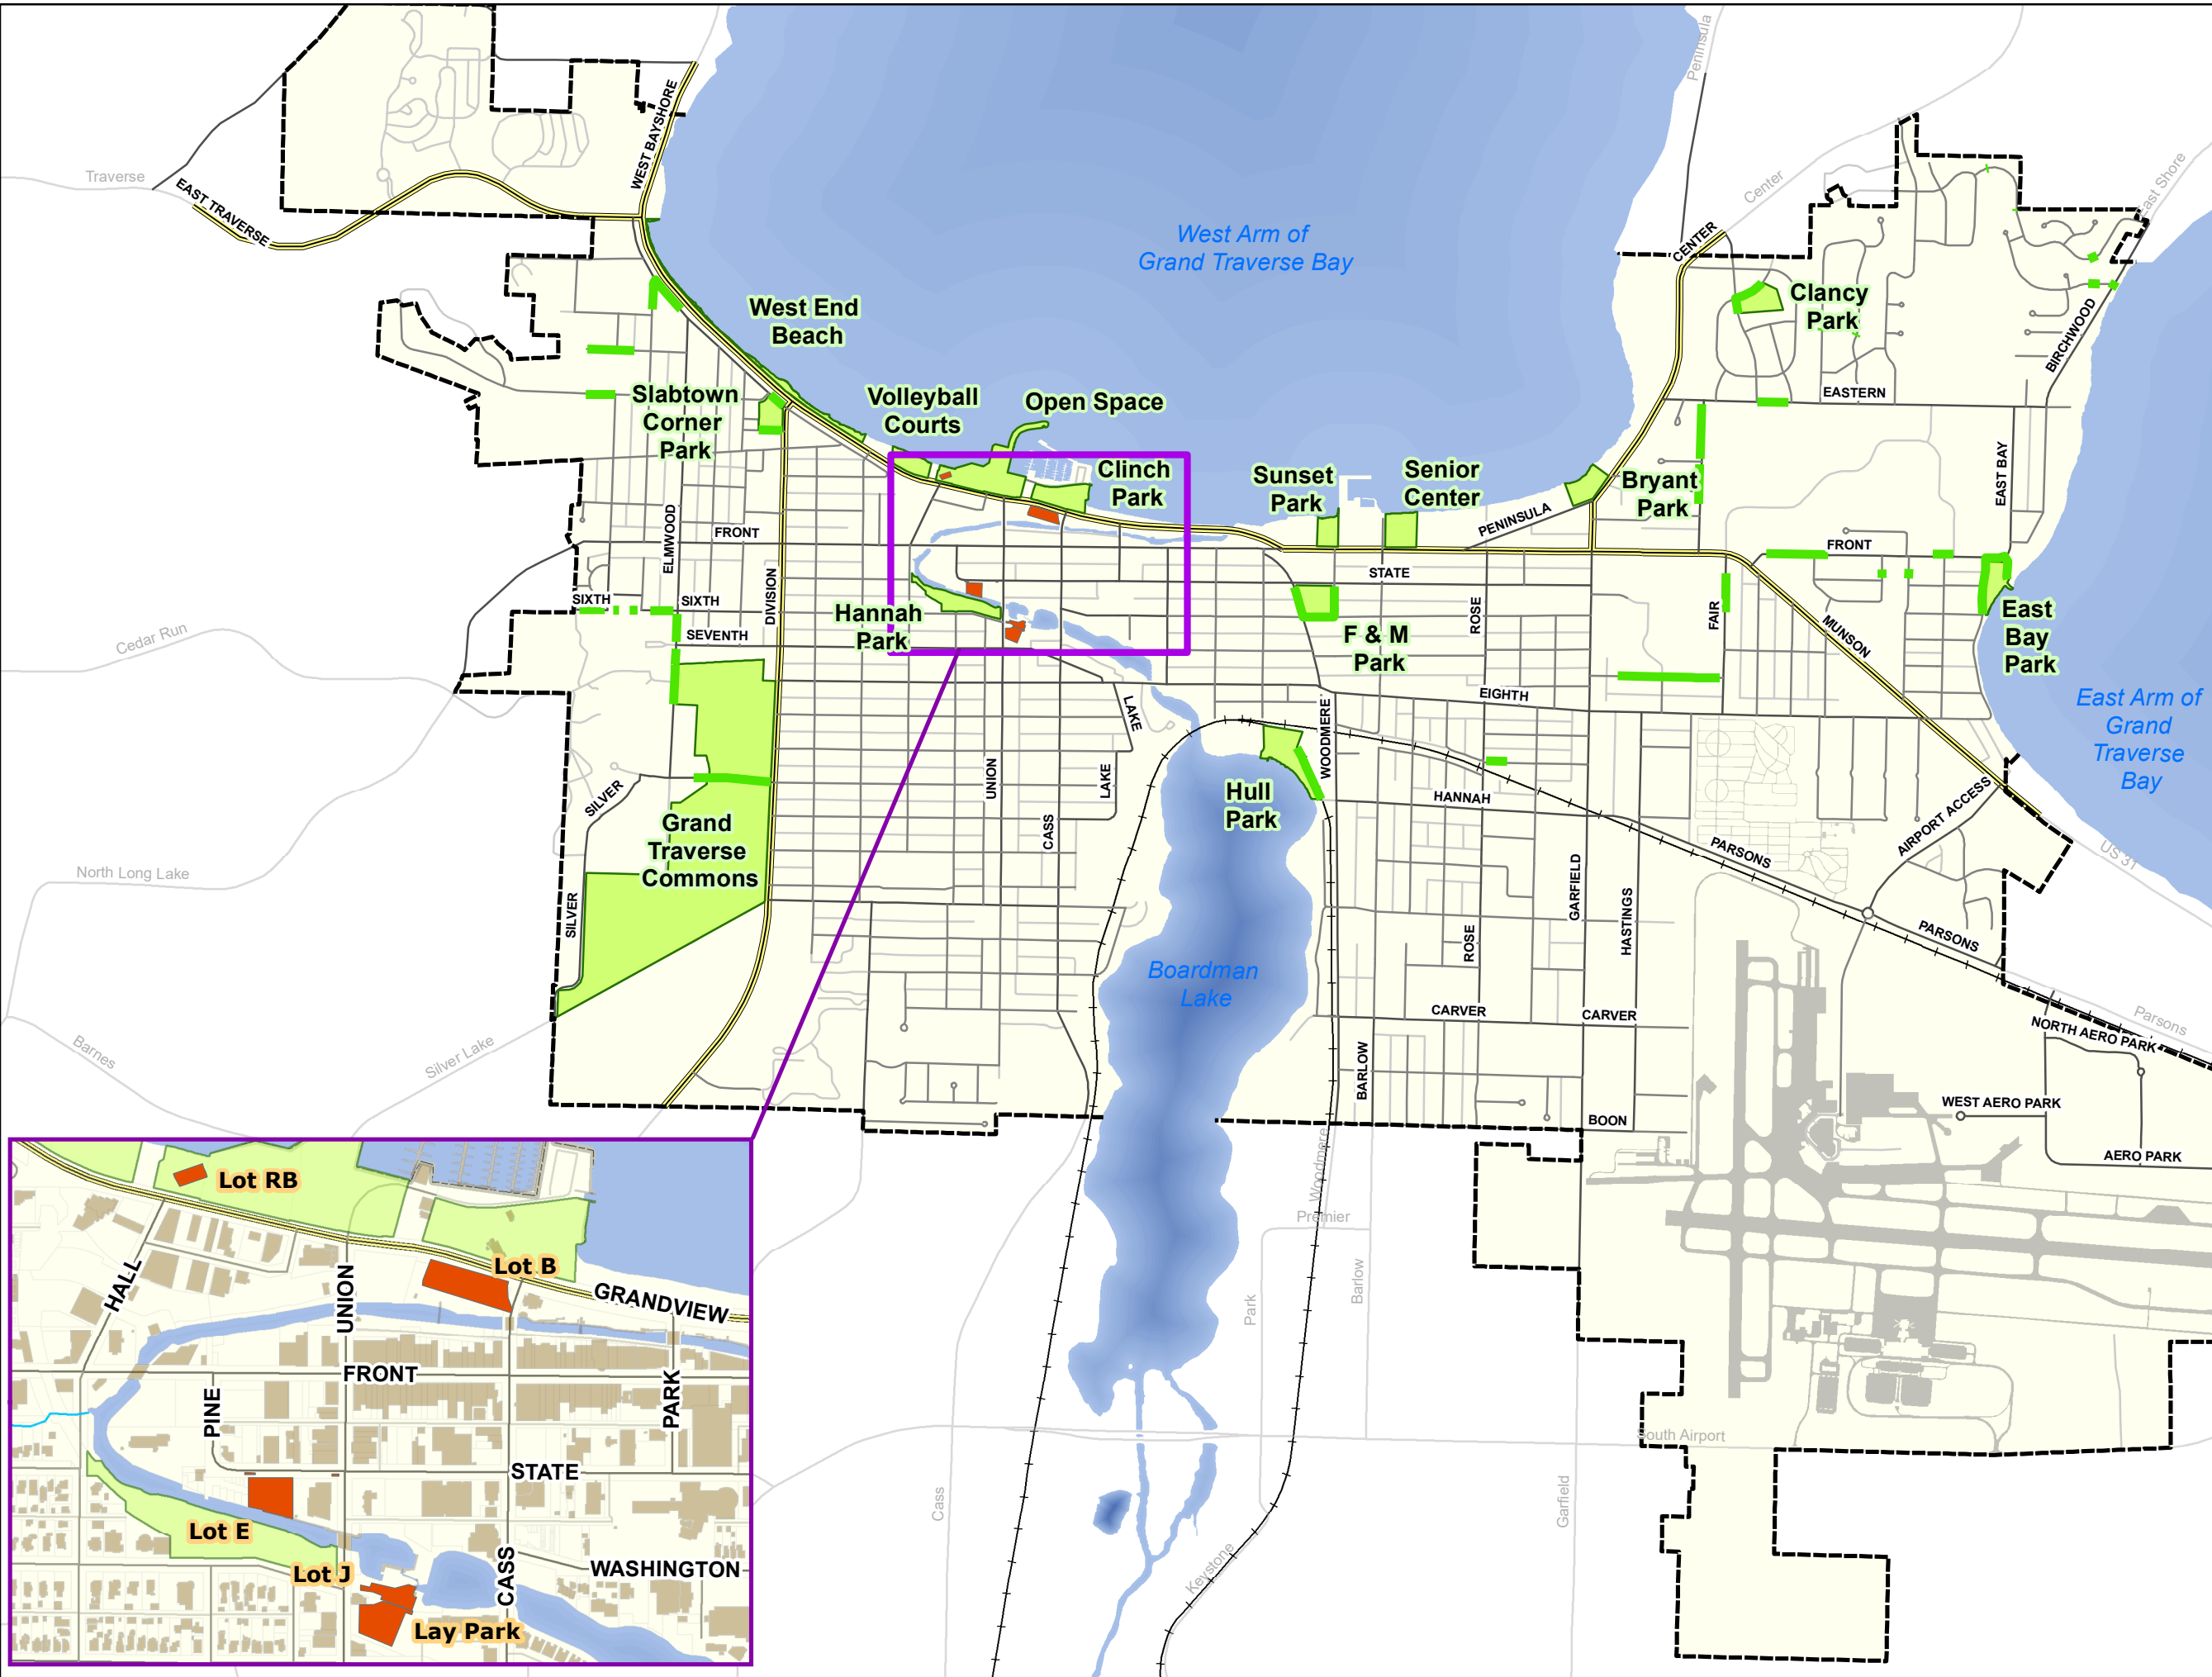 Peninsula
WEST BAYSHORE
Traverse
EAST TRAVERSE
Center
CENTER
East Shore
West Arm of
Grand Traverse Bay
West End
Beach
Clancy
Park
BIRCHWOOD
Slabtown
Corner
Park
Volleyball
Courts
Open Space
EASTERN
Clinch
Park
Sunset
Park
Senior
Center
Bryant
Park
EAST BAY
PENINSULA
ELMWOOD
FRONT
FRONT
DIVISION
STATE
SIXTH
SIXTH
Hannah
Park
ROSE
FAIR
MUNSON
East
Bay
Park
Cedar Run
SEVENTH
F & M
Park
EIGHTH
East Arm of
Grand
Traverse
Bay
LAKE
WOODMERE
UNION
LAKE
SILVER
Hull
Park
HANNAH
AIRPORT ACCESS
Grand
Traverse
Commons
CASS
PARSONS
US 31
North Long Lake
GARFIELD
SILVER
HASTINGS
ROSE
PARSONS
Boardman
Lake
CARVER
CARVER
Parsons
NORTH AERO PARK
Barnes
Silver Lake
BARLOW
WEST AERO PARK
BOON
AERO PARK
Woodmere
Premier
Barlow
Park
South Airport
Cass
Garfield
Keystone
Lot RB
Lot B
HALL
UNION
GRANDVIEW
FRONT
PINE
PARK
STATE
Lot E
Lot J
CASS
WASHINGTON
Lay Park